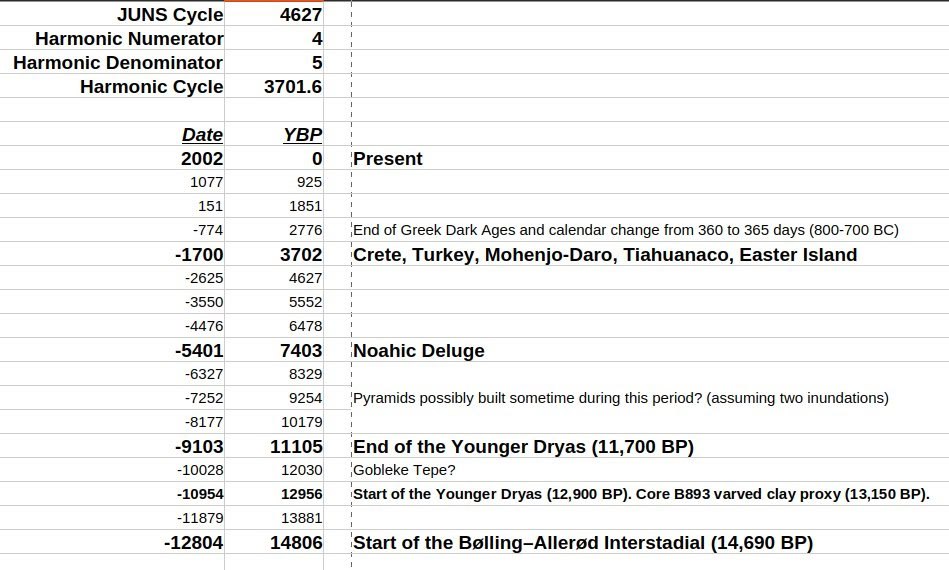 JUNS Cycle 4627
Harmonic Numerator 4
Harmonic Denominator 5
Harmonic Cycle 3701.6
Date YBP
2002 0 Present
1077 925
151 1851
-774 2776 End of Greek Dark Ages and calendar change from 360 to 365 days (800-700 BC)
-1700 3702 Crete, Turkey, Mohenjo-Daro, Tiahuanaco, Easter Island
-2625 4627
-3550 5552
-4476 6478
-5401 7403 Noahic Deluge
-6327 8329
-7252 9254 Pyramids possibly built sometime during this period? (assuming two inundations)
-8177 10179
-9103 11105 End of the Younger Dryas (11,700 BP)
-10028 12030 Gobleke Tepe?
-10954 12956 Start of the Younger Dryas (12,900 BP). Core B893 varved clay proxy (13,150 BP).
-11879 13881
-12804 14806 Start of the Bølling–Allerød Interstadial (14,690 BP)